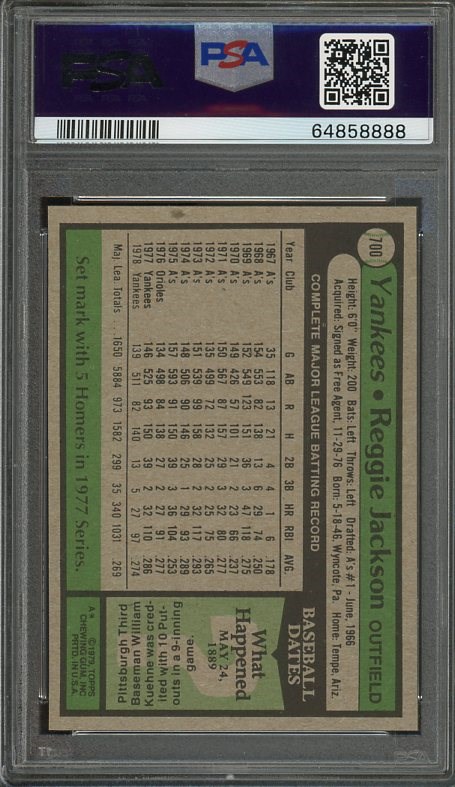 PSA
PSA
64858888
700
Yankees • Reggie Jackson OUTFIELD
Height: 6'0" Weight: 200 Bats: Left Throws: Left Drafted: A's #1 - June, 1966
Acquired: Signed as Free Agent, 11-29-76 Born: 5-18-46, Wyncote, Pa. Home: Tempe, Ariz.
COMPLETE MAJOR LEAGUE BATTING RECORD
Year Club G AB R H 2B 3B HR RBI AVG.
1967 A's 35 118 13 21 4 4 1 6 .178
1968 A's 154 553 82 138 13 6 29 74 .250
1969 A's 152 549 123 151 36 3 47 118 .275
1970 A's 149 426 57 101 21 2 23 66 .237
1971 A's 150 567 87 157 29 3 32 80 .277
1972 A's 135 499 72 132 25 2 25 75 .265
1973 A's 151 539 99 158 28 2 32 117 .293
1974 A's 148 506 90 146 25 1 29 93 .289
1975 A's 157 593 91 150 39 3 36 104 .253
1976 Orioles 134 498 84 138 27 2 27 91 .277
1977 Yankees 146 525 93 150 39 2 32 110 .286
1978 Yankees 139 511 82 140 13 5 27 97 .274
Maj. Lea. Totals 1650 5884 973 1582 299 35 340 1031 .269
Set mark with 5 Homers in 1977 Series.
BASEBALL
DATES
What
Happened
MAY 24,
1889
Pittsburgh Third
Baseman William
Kuehne was cred-
ited with 10 Put-
outs in a 9-inning
game.
A* ©1979 TOPPS
CHEWING GUM, INC.
PRTD. IN U.S.A.